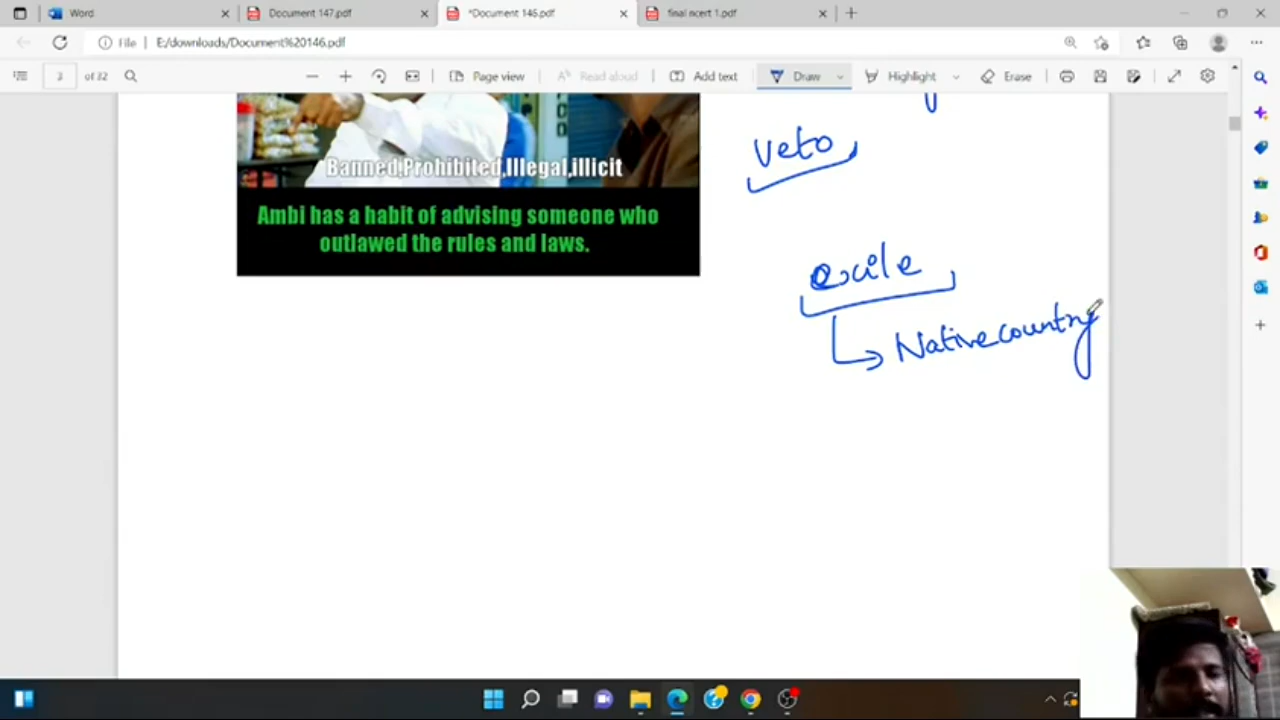 Word
Document 147.pdf
*Document 146.pdf
final ncert 1.pdf
File
E:/downloads/Document%20146.pdf
3 of 32
Page view
Read aloud
Add text
Draw
Highlight
Erase
veto
Banned,Prohibited,Illegal,illicit
Ambi has a habit of advising someone who
outlawed the rules and laws.
exile
Native country